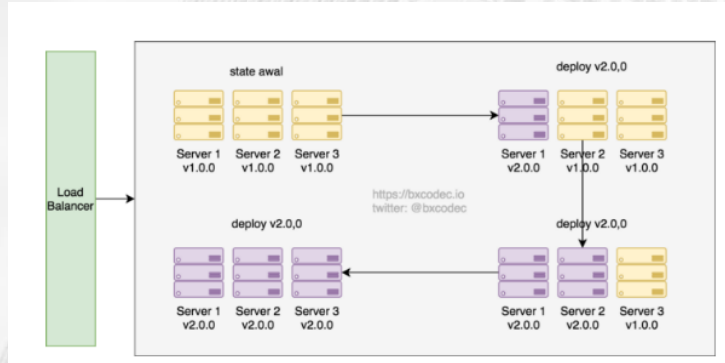 state awal
deploy v2.0,0
Server 1 Server 2 Server 3
v1.0.0 v1.0.0 v1.0.0
Server 1 Server 2 Server 3
v2.0.0 v1.0.0 v1.0.0
Load
Balancer
https://bxcodec.io
twitter: @bxcodec
deploy v2.0,0
deploy v2.0,0
Server 1 Server 2 Server 3
v2.0.0 v2.0.0 v2.0.0
Server 1 Server 2 Server 3
v2.0.0 v2.0.0 v1.0.0